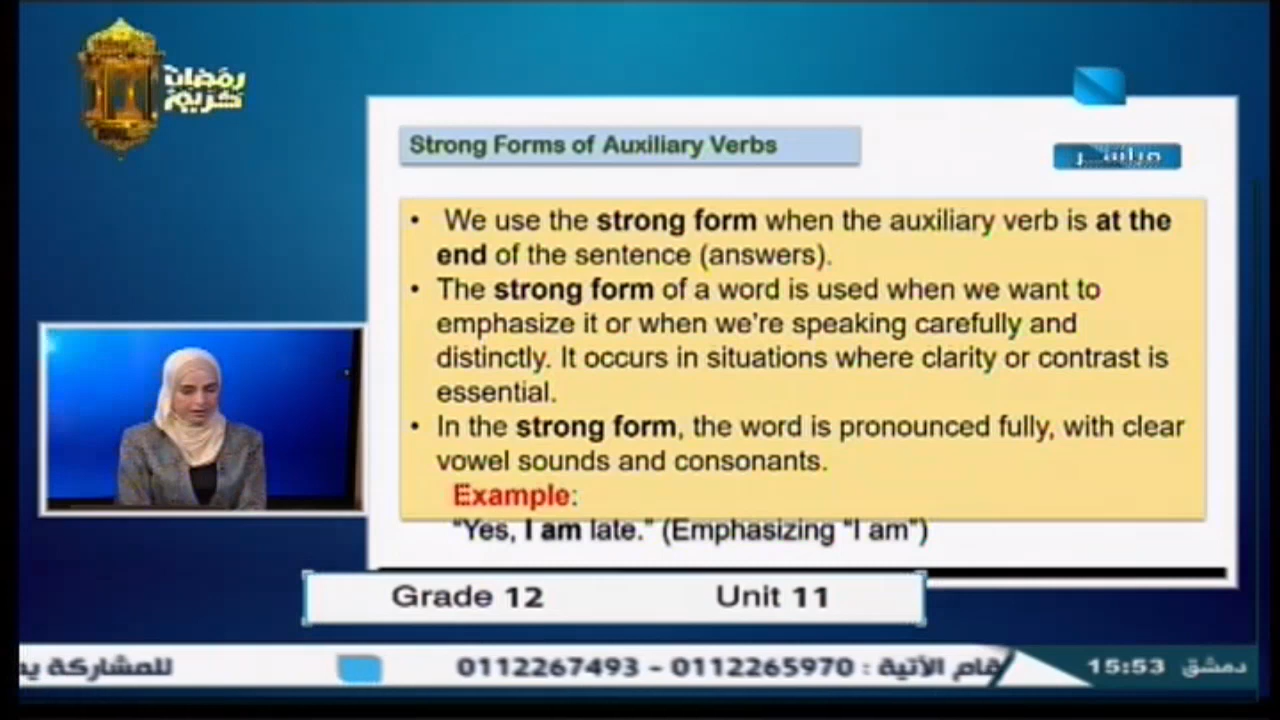 رمضان
كريم
Strong Forms of Auxiliary Verbs
مباشر
• We use the strong form when the auxiliary verb is at the
end of the sentence (answers).
• The strong form of a word is used when we want to
emphasize it or when we're speaking carefully and
distinctly. It occurs in situations where clarity or contrast is
essential.
• In the strong form, the word is pronounced fully, with clear
vowel sounds and consonants.
Example:
“Yes, I am late.” (Emphasizing “I am”)
Grade 12 Unit 11
دمشق 15:53
الآتية : 0112265970 - 0112267493 للمشاركة